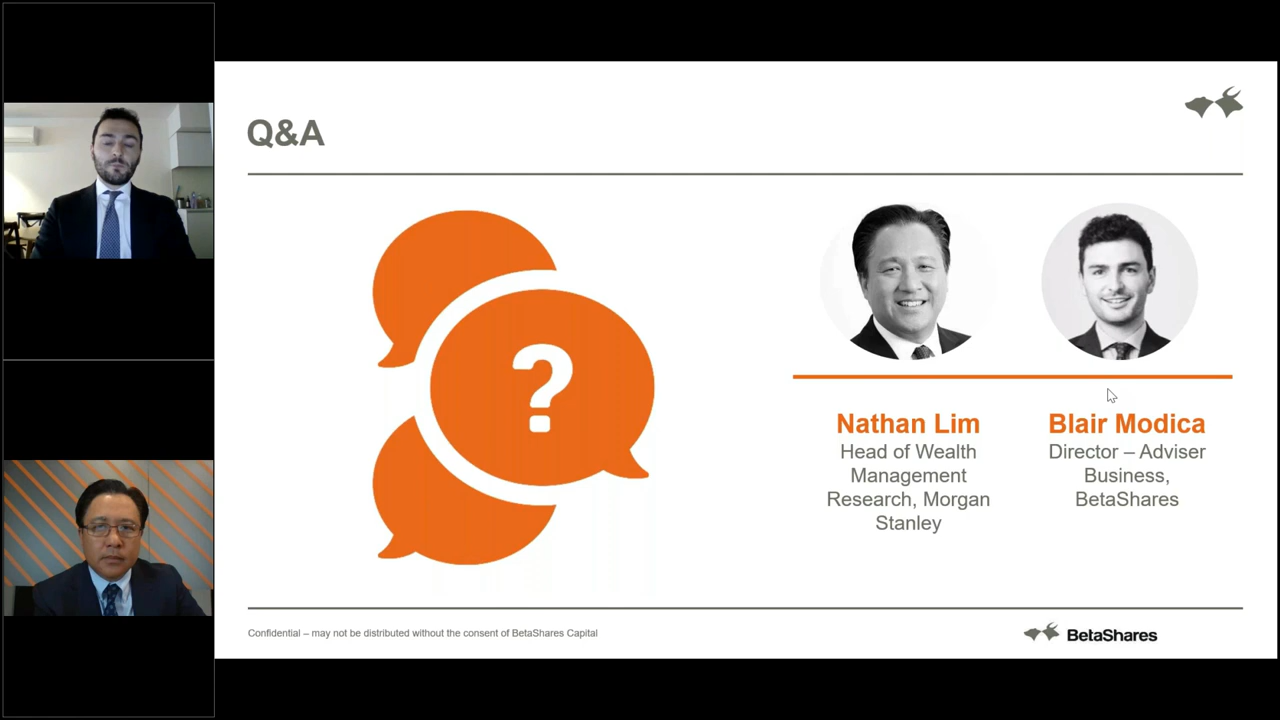 Q&A
?
Nathan Lim
Head of Wealth
Management
Research, Morgan
Stanley
Blair Modica
Director – Adviser
Business,
BetaShares
Confidential – may not be distributed without the consent of BetaShares Capital
BetaShares